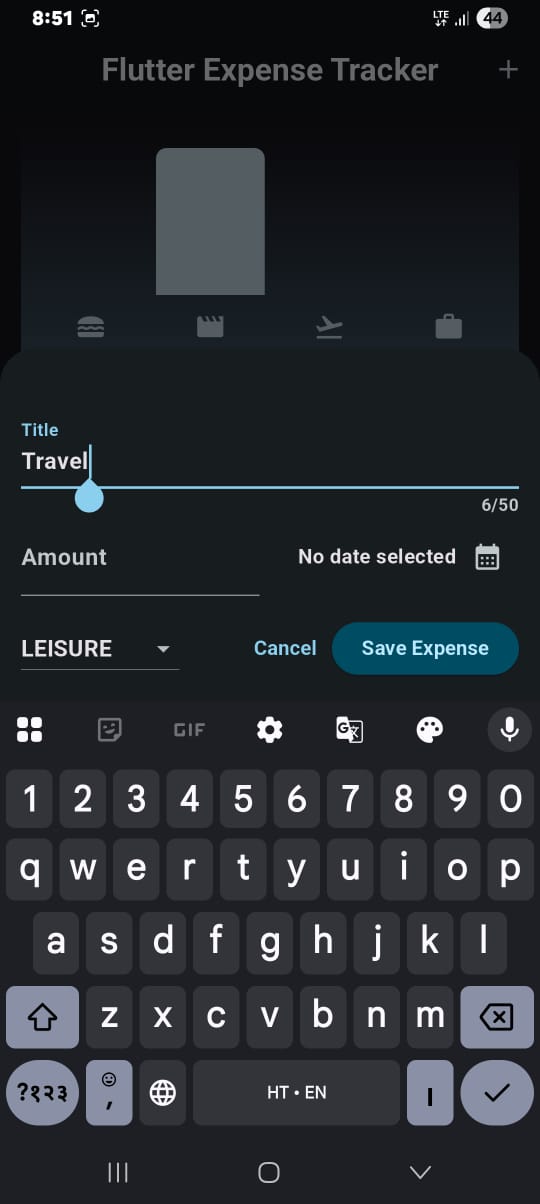 8:51 LTE 44
Flutter Expense Tracker +
Title
Travel
6/50
Amount No date selected
LEISURE Cancel Save Expense
GIF
1 2 3 4 5 6 7 8 9 0
q w e r t y u i o p
a s d f g h j k l
z x c v b n m
?१२३ , HT • EN ।